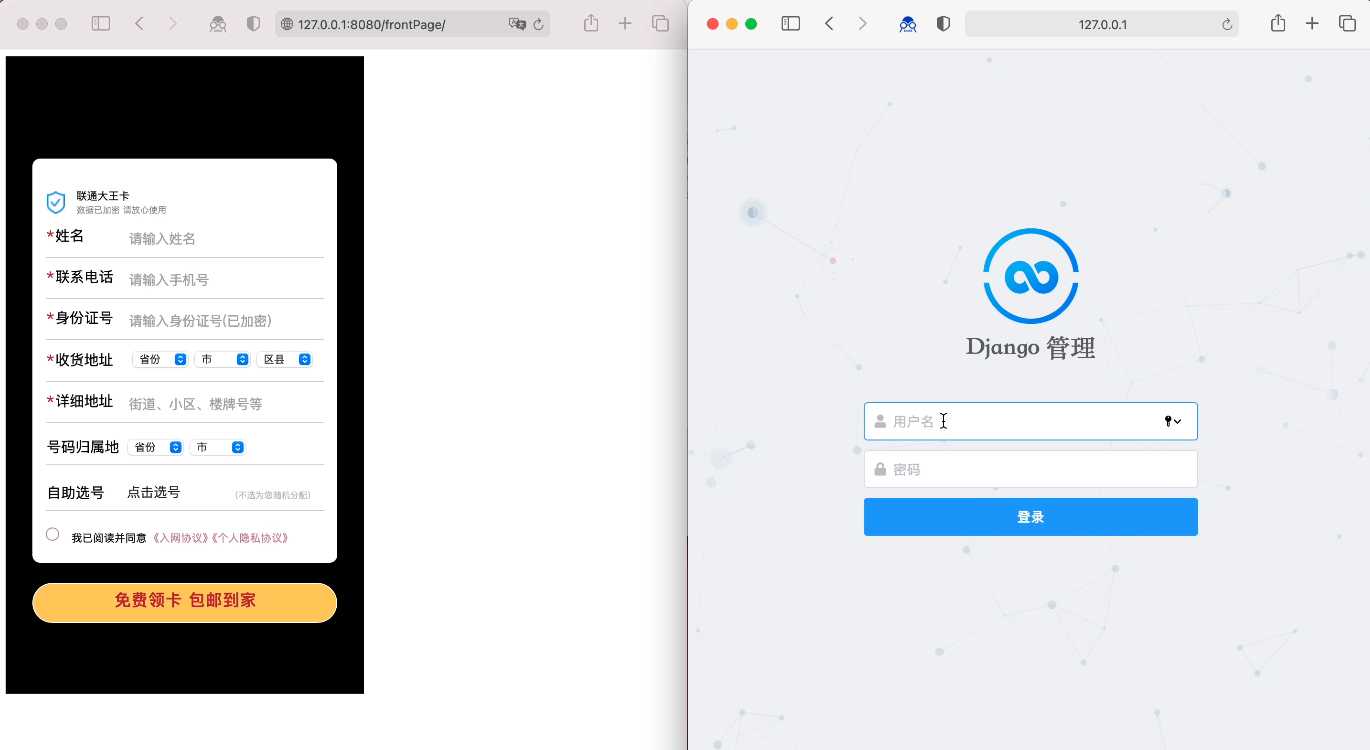 127.0.0.1:8080/frontPage/
联通大王卡
数据已加密 请放心使用
*姓名 请输入姓名
*联系电话 请输入手机号
*身份证号 请输入身份证号(已加密)
*收货地址 省份 市 区县
*详细地址 街道、小区、楼牌号等
号码归属地 省份 市
自助选号 点击选号 (不选为您随机分配)
我已阅读并同意《入网协议》《个人隐私协议》
免费领卡 包邮到家
127.0.0.1
Django 管理
用户名
密码
登录